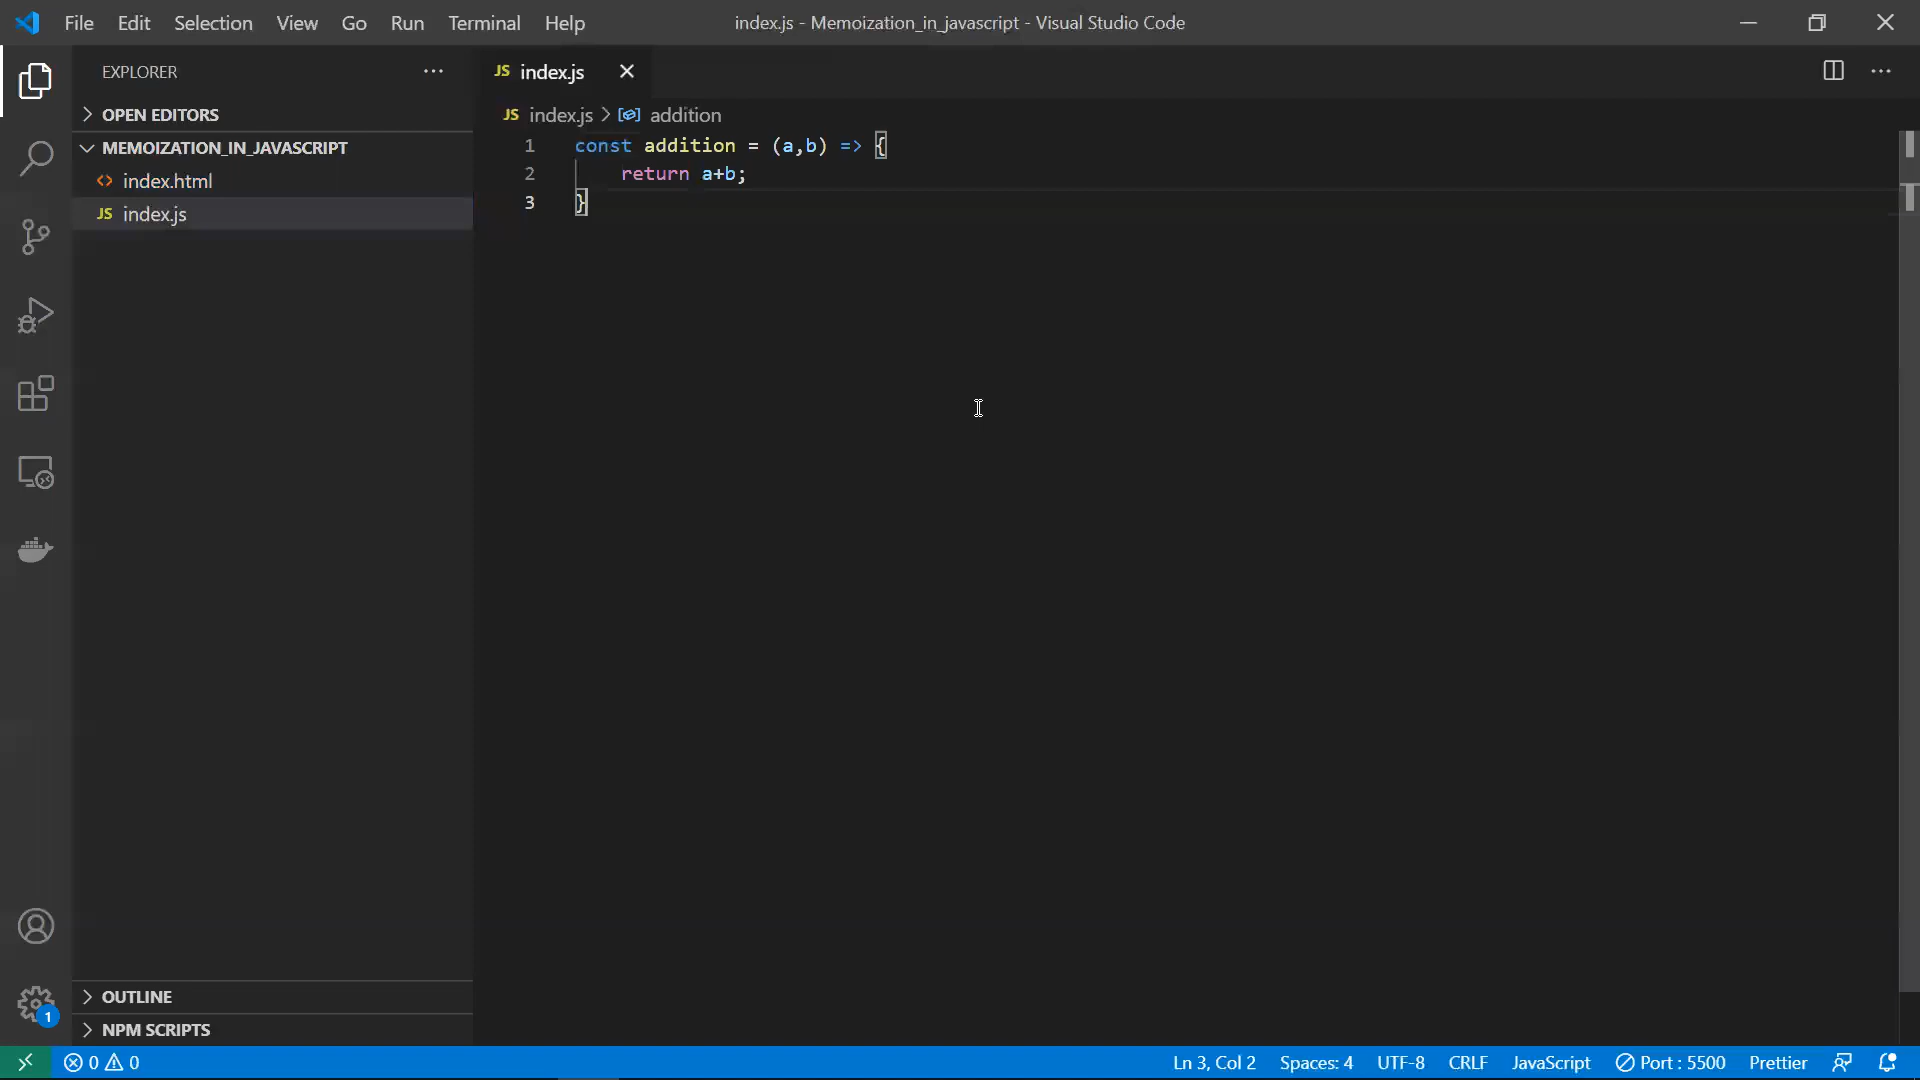 File Edit Selection View Go Run Terminal Help
index.js - Memoization_in_javascript - Visual Studio Code
EXPLORER
OPEN EDITORS
MEMOIZATION_IN_JAVASCRIPT
index.html
JS index.js
OUTLINE
NPM SCRIPTS
JS index.js
JS index.js > addition
1 const addition = (a,b) => {
2     return a+b;
3 }
1
0 0
Ln 3, Col 2 Spaces: 4 UTF-8 CRLF JavaScript Port : 5500 Prettier